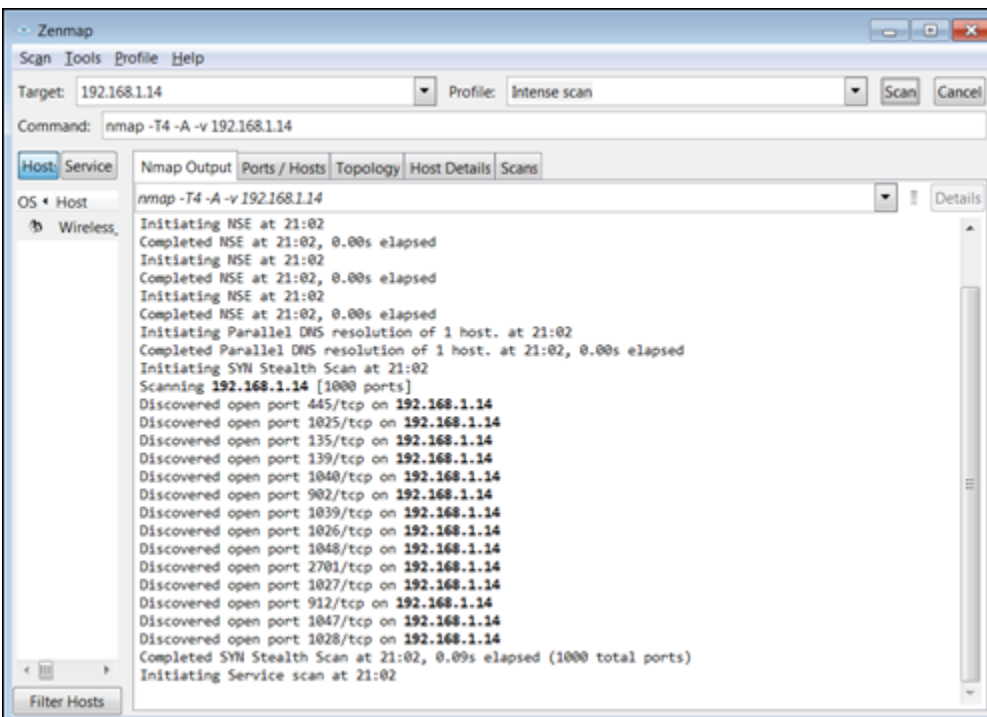 Zenmap
Scan Tools Profile Help
Target: 192.168.1.14 Profile: Intense scan Scan Cancel
Command: nmap -T4 -A -v 192.168.1.14
Host: Service Nmap Output Ports / Hosts Topology Host Details Scans
OS Host nmap -T4 -A -v 192.168.1.14 Details
Wireless_
Initiating NSE at 21:02
Completed NSE at 21:02, 0.00s elapsed
Initiating NSE at 21:02
Completed NSE at 21:02, 0.00s elapsed
Initiating NSE at 21:02
Completed NSE at 21:02, 0.00s elapsed
Initiating Parallel DNS resolution of 1 host. at 21:02
Completed Parallel DNS resolution of 1 host. at 21:02, 0.00s elapsed
Initiating SYN Stealth Scan at 21:02
Scanning 192.168.1.14 [1000 ports]
Discovered open port 445/tcp on 192.168.1.14
Discovered open port 1025/tcp on 192.168.1.14
Discovered open port 135/tcp on 192.168.1.14
Discovered open port 139/tcp on 192.168.1.14
Discovered open port 1040/tcp on 192.168.1.14
Discovered open port 902/tcp on 192.168.1.14
Discovered open port 1039/tcp on 192.168.1.14
Discovered open port 1026/tcp on 192.168.1.14
Discovered open port 1048/tcp on 192.168.1.14
Discovered open port 2701/tcp on 192.168.1.14
Discovered open port 1027/tcp on 192.168.1.14
Discovered open port 912/tcp on 192.168.1.14
Discovered open port 1047/tcp on 192.168.1.14
Discovered open port 1028/tcp on 192.168.1.14
Completed SYN Stealth Scan at 21:02, 0.09s elapsed (1000 total ports)
Initiating Service scan at 21:02
Filter Hosts